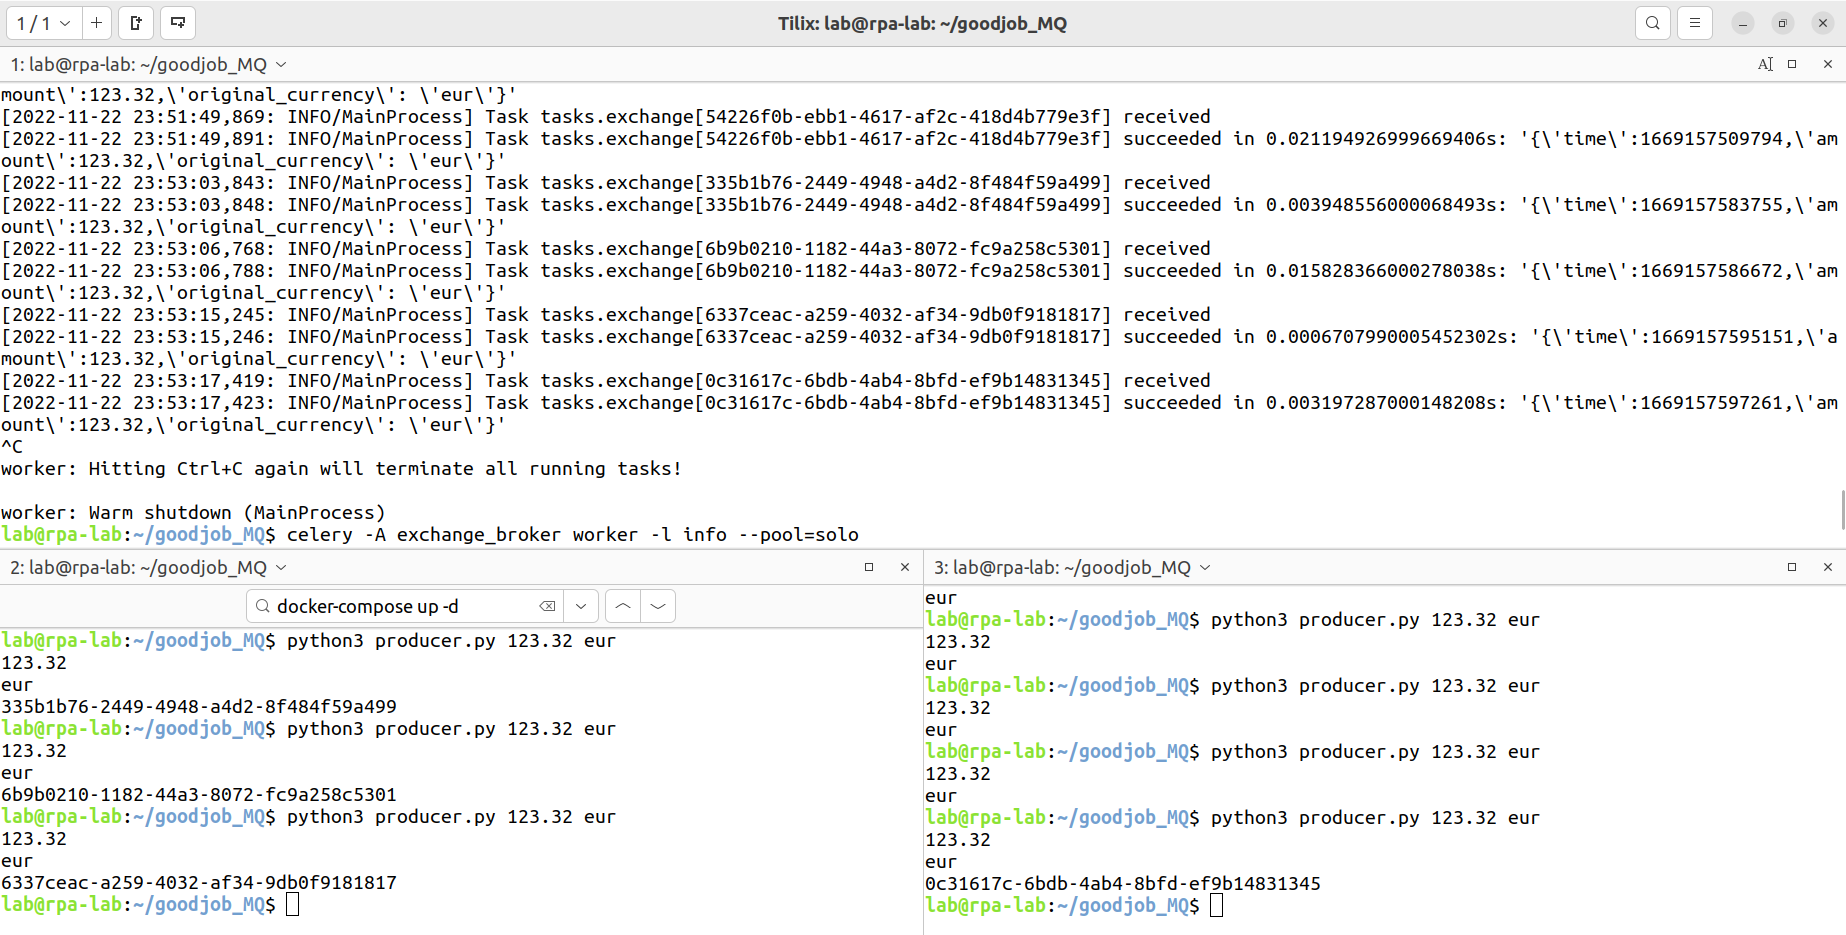 1 / 1
Tilix: lab@rpa-lab: ~/goodjob_MQ
1: lab@rpa-lab: ~/goodjob_MQ
mount\':123.32,\'original_currency\': \'eur\'}'
[2022-11-22 23:51:49,869: INFO/MainProcess] Task tasks.exchange[54226f0b-ebb1-4617-af2c-418d4b779e3f] received
[2022-11-22 23:51:49,891: INFO/MainProcess] Task tasks.exchange[54226f0b-ebb1-4617-af2c-418d4b779e3f] succeeded in 0.021194926999669406s: '{\'time\':1669157509794,\'am
ount\':123.32,\'original_currency\': \'eur\'}'
[2022-11-22 23:53:03,843: INFO/MainProcess] Task tasks.exchange[335b1b76-2449-4948-a4d2-8f484f59a499] received
[2022-11-22 23:53:03,848: INFO/MainProcess] Task tasks.exchange[335b1b76-2449-4948-a4d2-8f484f59a499] succeeded in 0.003948556000068493s: '{\'time\':1669157583755,\'am
ount\':123.32,\'original_currency\': \'eur\'}'
[2022-11-22 23:53:06,768: INFO/MainProcess] Task tasks.exchange[6b9b0210-1182-44a3-8072-fc9a258c5301] received
[2022-11-22 23:53:06,788: INFO/MainProcess] Task tasks.exchange[6b9b0210-1182-44a3-8072-fc9a258c5301] succeeded in 0.015828366000278038s: '{\'time\':1669157586672,\'am
ount\':123.32,\'original_currency\': \'eur\'}'
[2022-11-22 23:53:15,245: INFO/MainProcess] Task tasks.exchange[6337ceac-a259-4032-af34-9db0f9181817] received
[2022-11-22 23:53:15,246: INFO/MainProcess] Task tasks.exchange[6337ceac-a259-4032-af34-9db0f9181817] succeeded in 0.0006707990005452302s: '{\'time\':1669157595151,\'a
mount\':123.32,\'original_currency\': \'eur\'}'
[2022-11-22 23:53:17,419: INFO/MainProcess] Task tasks.exchange[0c31617c-6bdb-4ab4-8bfd-ef9b14831345] received
[2022-11-22 23:53:17,423: INFO/MainProcess] Task tasks.exchange[0c31617c-6bdb-4ab4-8bfd-ef9b14831345] succeeded in 0.003197287000148208s: '{\'time\':1669157597261,\'am
ount\':123.32,\'original_currency\': \'eur\'}'
^C
worker: Hitting Ctrl+C again will terminate all running tasks!
worker: Warm shutdown (MainProcess)
lab@rpa-lab:~/goodjob_MQ$ celery -A exchange_broker worker -l info --pool=solo
2: lab@rpa-lab: ~/goodjob_MQ
docker-compose up -d
lab@rpa-lab:~/goodjob_MQ$ python3 producer.py 123.32 eur
123.32
eur
335b1b76-2449-4948-a4d2-8f484f59a499
lab@rpa-lab:~/goodjob_MQ$ python3 producer.py 123.32 eur
123.32
eur
6b9b0210-1182-44a3-8072-fc9a258c5301
lab@rpa-lab:~/goodjob_MQ$ python3 producer.py 123.32 eur
123.32
eur
6337ceac-a259-4032-af34-9db0f9181817
lab@rpa-lab:~/goodjob_MQ$
3: lab@rpa-lab: ~/goodjob_MQ
eur
lab@rpa-lab:~/goodjob_MQ$ python3 producer.py 123.32 eur
123.32
eur
lab@rpa-lab:~/goodjob_MQ$ python3 producer.py 123.32 eur
123.32
eur
lab@rpa-lab:~/goodjob_MQ$ python3 producer.py 123.32 eur
123.32
eur
lab@rpa-lab:~/goodjob_MQ$ python3 producer.py 123.32 eur
123.32
eur
0c31617c-6bdb-4ab4-8bfd-ef9b14831345
lab@rpa-lab:~/goodjob_MQ$